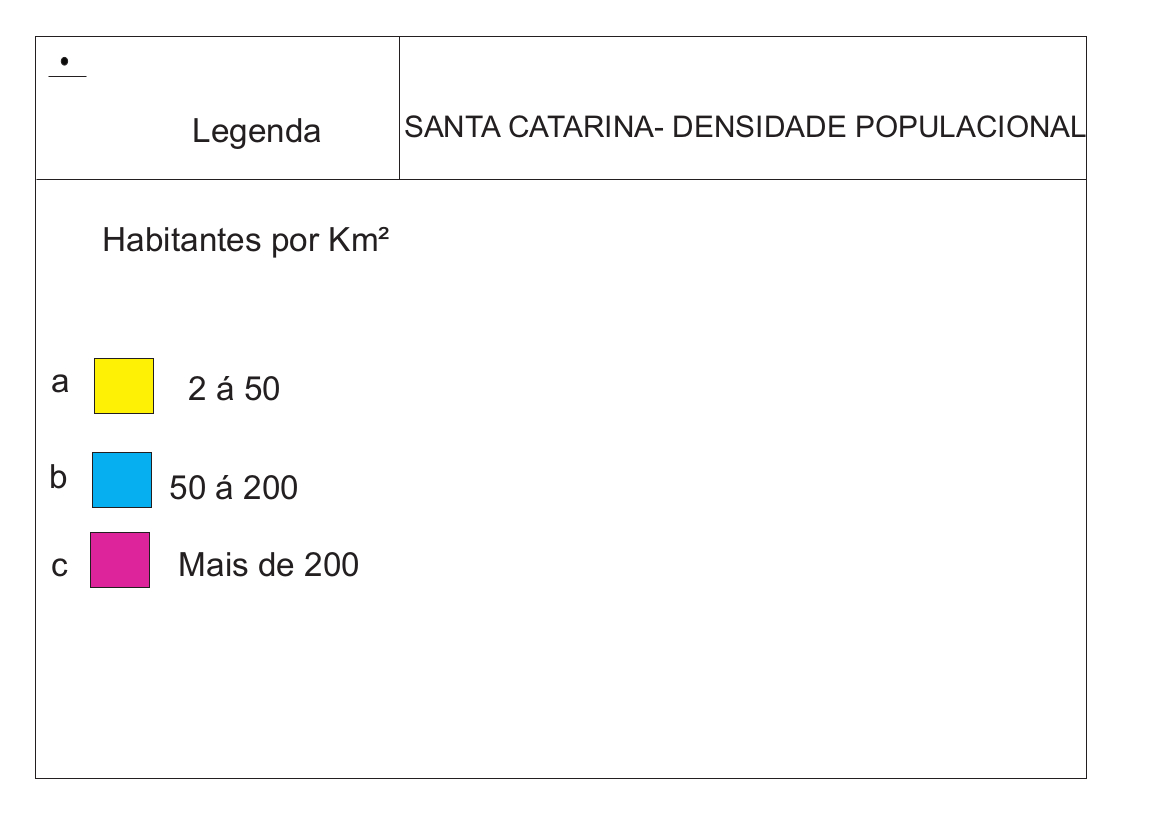 Legenda
SANTA CATARINA- DENSIDADE POPULACIONAL
Habitantes por Km²
a 2 á 50
b 50 á 200
c Mais de 200